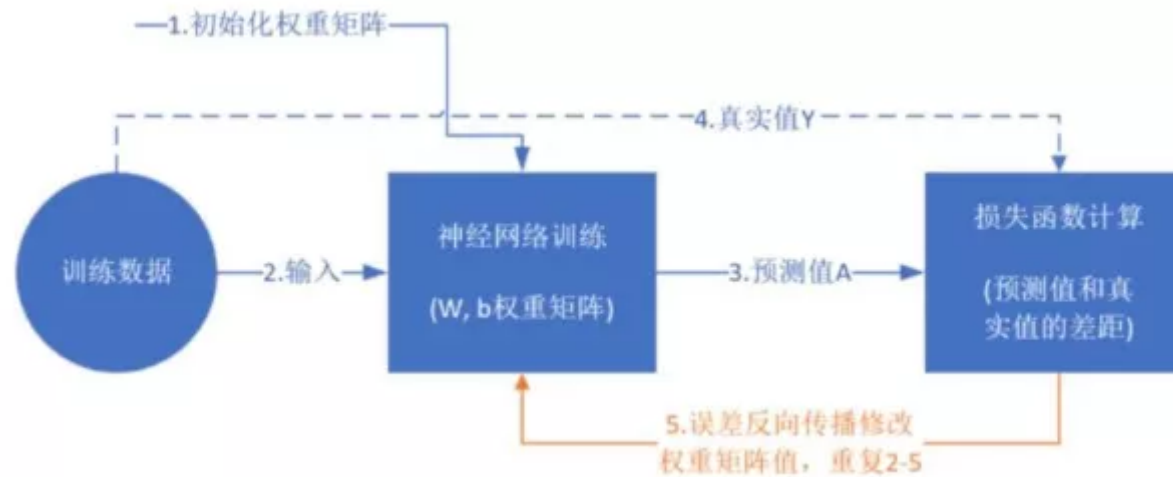 1.初始化权重矩阵
4.真实值Y
训练数据
2.输入
神经网络训练
(W, b权重矩阵)
3.预测值A
损失函数计算
(预测值和真
实值的差距)
5.误差反向传播修改
权重矩阵值，重复2-5